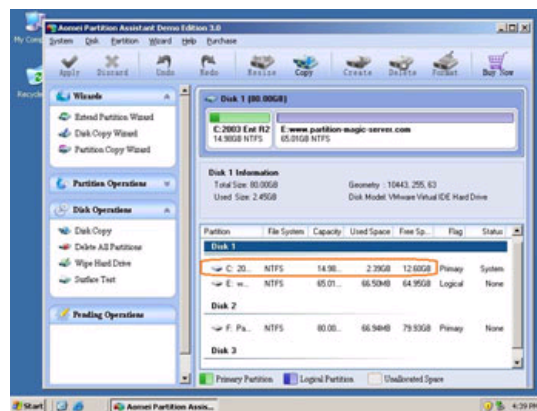 Aomei Partition Assistant Demo Edition 3.0
My Comp
System Disk Partition Wizard Help Purchase
Apply Discard Undo Redo Resize Copy Create Delete Format Buy Now
Recycle
Wizards
Extend Partition Wizard
Disk Copy Wizard
Partition Copy Wizard
Partition Operations
Disk Operations
Disk Copy
Delete All Partitions
Wipe Hard Drive
Surface Test
Pending Operations
Disk 1 (80.00GB)
C:2003 Ent R2
14.98GB NTFS
E:www.partition-magic-server.com
65.01GB NTFS
Disk 1 Information
Total Size: 80.00GB Geometry : 10443, 255, 63
Used Size: 2.45GB Disk Model: VMware Virtual IDE Hard Drive
Partition File System Capacity Used Space Free Sp... Flag Status
Disk 1
C: 20... NTFS 14.98... 2.39GB 12.60GB Primary System
E: w... NTFS 65.01... 66.50MB 64.95GB Logical None
Disk 2
F: Pa... NTFS 80.00... 66.94MB 79.93GB Primary None
Disk 3
Primary Partition Logical Partition Unallocated Space
Start Aomei Partition Assis... 4:39 PM